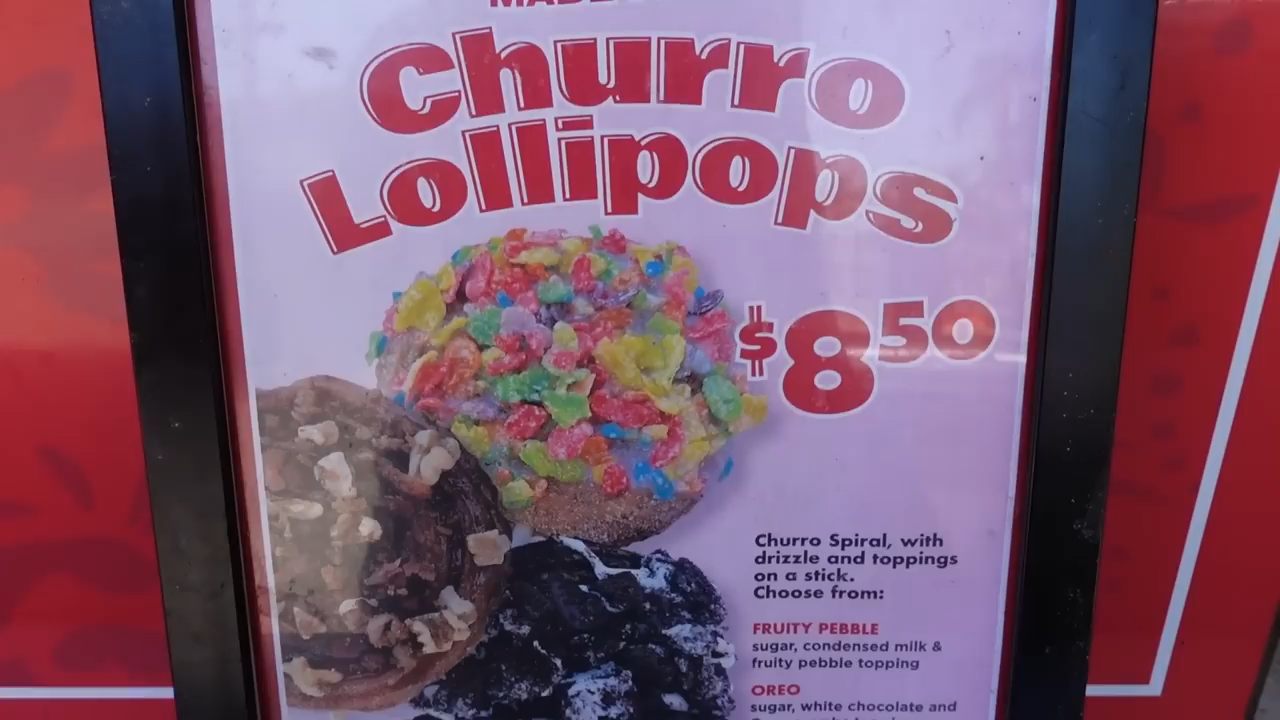 Churro
Lollipops
$8.50
Churro Spiral, with
drizzle and toppings
on a stick.
Choose from:
FRUITY PEBBLE
sugar, condensed milk &
fruity pebble topping
OREO
sugar, white chocolate and